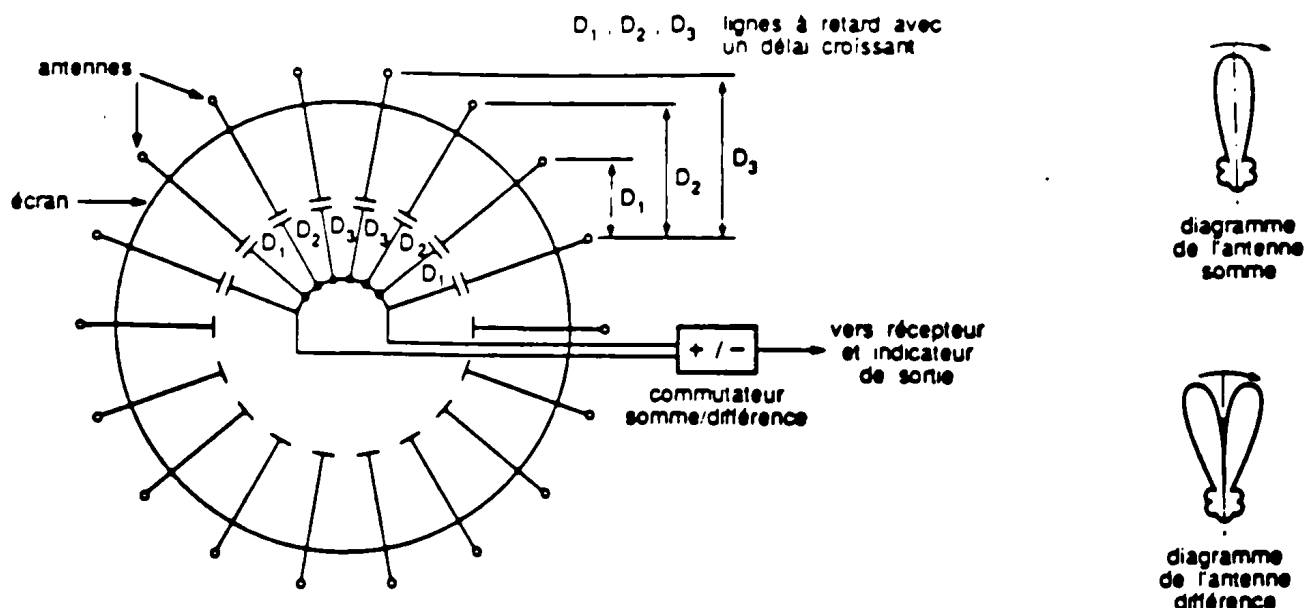 D₁ . D₂ . D₃ lignes à retard avec
un délai croissant
antennes
écran
D₁
D₂
D₃
D₃
D₂
D₁
D₁
D₂
D₃
+ / −
commutateur
somme/différence
vers récepteur
et indicateur
de sortie
diagramme
de l'antenne
somme
diagramme
de l'antenne
différence